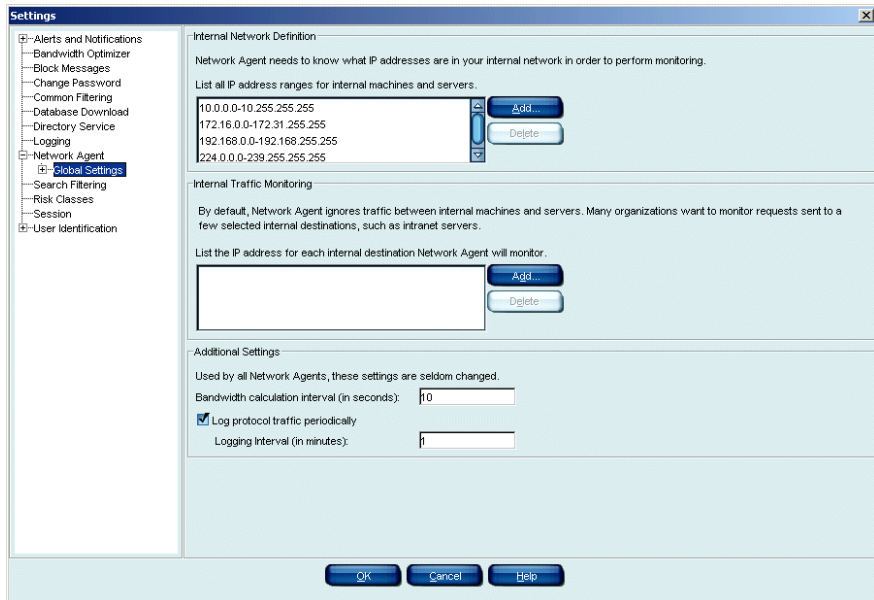 Settings
Alerts and Notifications
Bandwidth Optimizer
Block Messages
Change Password
Common Filtering
Database Download
Directory Service
Logging
Network Agent
Global Settings
Search Filtering
Risk Classes
Session
User Identification
Internal Network Definition
Network Agent needs to know what IP addresses are in your internal network in order to perform monitoring.
List all IP address ranges for internal machines and servers.
10.0.0.0-10.255.255.255
172.16.0.0-172.31.255.255
192.168.0.0-192.168.255.255
224.0.0.0-239.255.255.255
Add...
Delete
Internal Traffic Monitoring
By default, Network Agent ignores traffic between internal machines and servers. Many organizations want to monitor requests sent to a
few selected internal destinations, such as intranet servers.
List the IP address for each internal destination Network Agent will monitor.
Add...
Delete
Additional Settings
Used by all Network Agents, these settings are seldom changed.
Bandwidth calculation interval (in seconds): 10
Log protocol traffic periodically
Logging Interval (in minutes): 1
OK Cancel Help